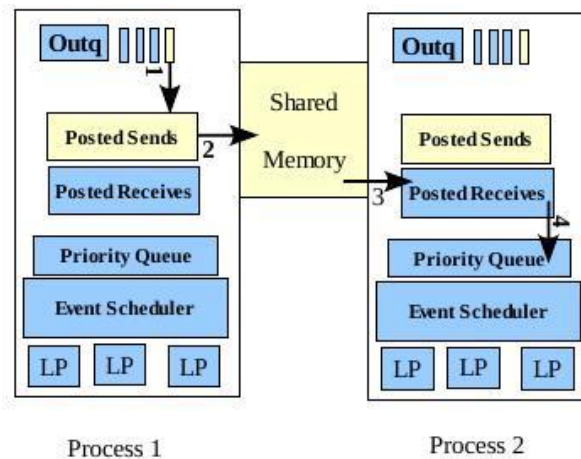 Outq
1
Posted Sends
2
Posted Receives
Priority Queue
Event Scheduler
LP LP LP
Process 1
Shared
Memory
3
Outq
Posted Sends
Posted Receives
4
Priority Queue
Event Scheduler
LP LP LP
Process 2